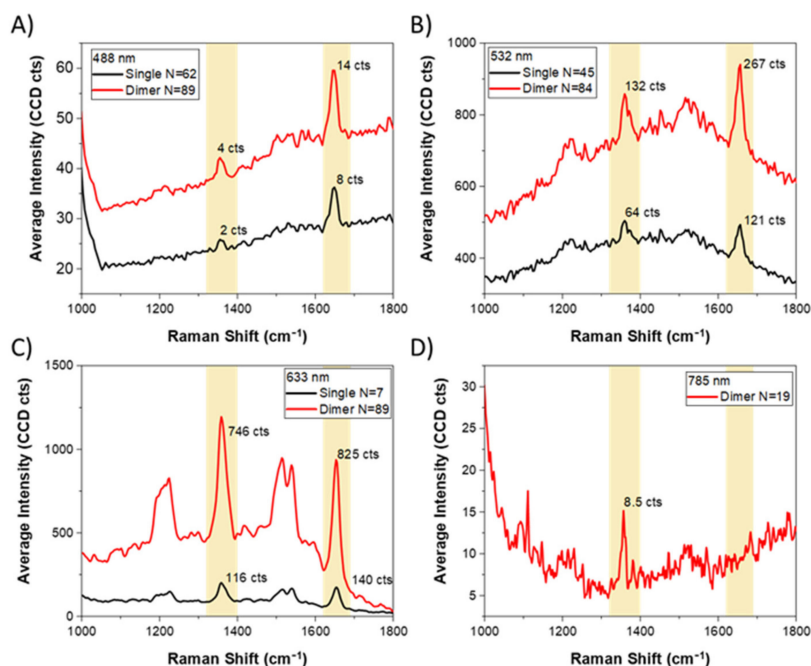 A)
488 nm
Single N=62
Dimer N=89
14 cts
4 cts
8 cts
2 cts
60
50
40
30
20
Average Intensity (CCD cts)
1000 1200 1400 1600 1800
Raman Shift (cm⁻¹)
B)
532 nm
Single N=45
Dimer N=84
267 cts
132 cts
64 cts
121 cts
1000
800
600
400
Average Intensity (CCD cts)
1000 1200 1400 1600 1800
Raman Shift (cm⁻¹)
C)
633 nm
Single N=7
Dimer N=89
746 cts
825 cts
116 cts
140 cts
1500
1000
500
0
Average Intensity (CCD cts)
1000 1200 1400 1600 1800
Raman Shift (cm⁻¹)
D)
785 nm
Dimer N=19
8.5 cts
30
25
20
15
10
5
Average Intensity (CCD cts)
1000 1200 1400 1600 1800
Raman Shift (cm⁻¹)